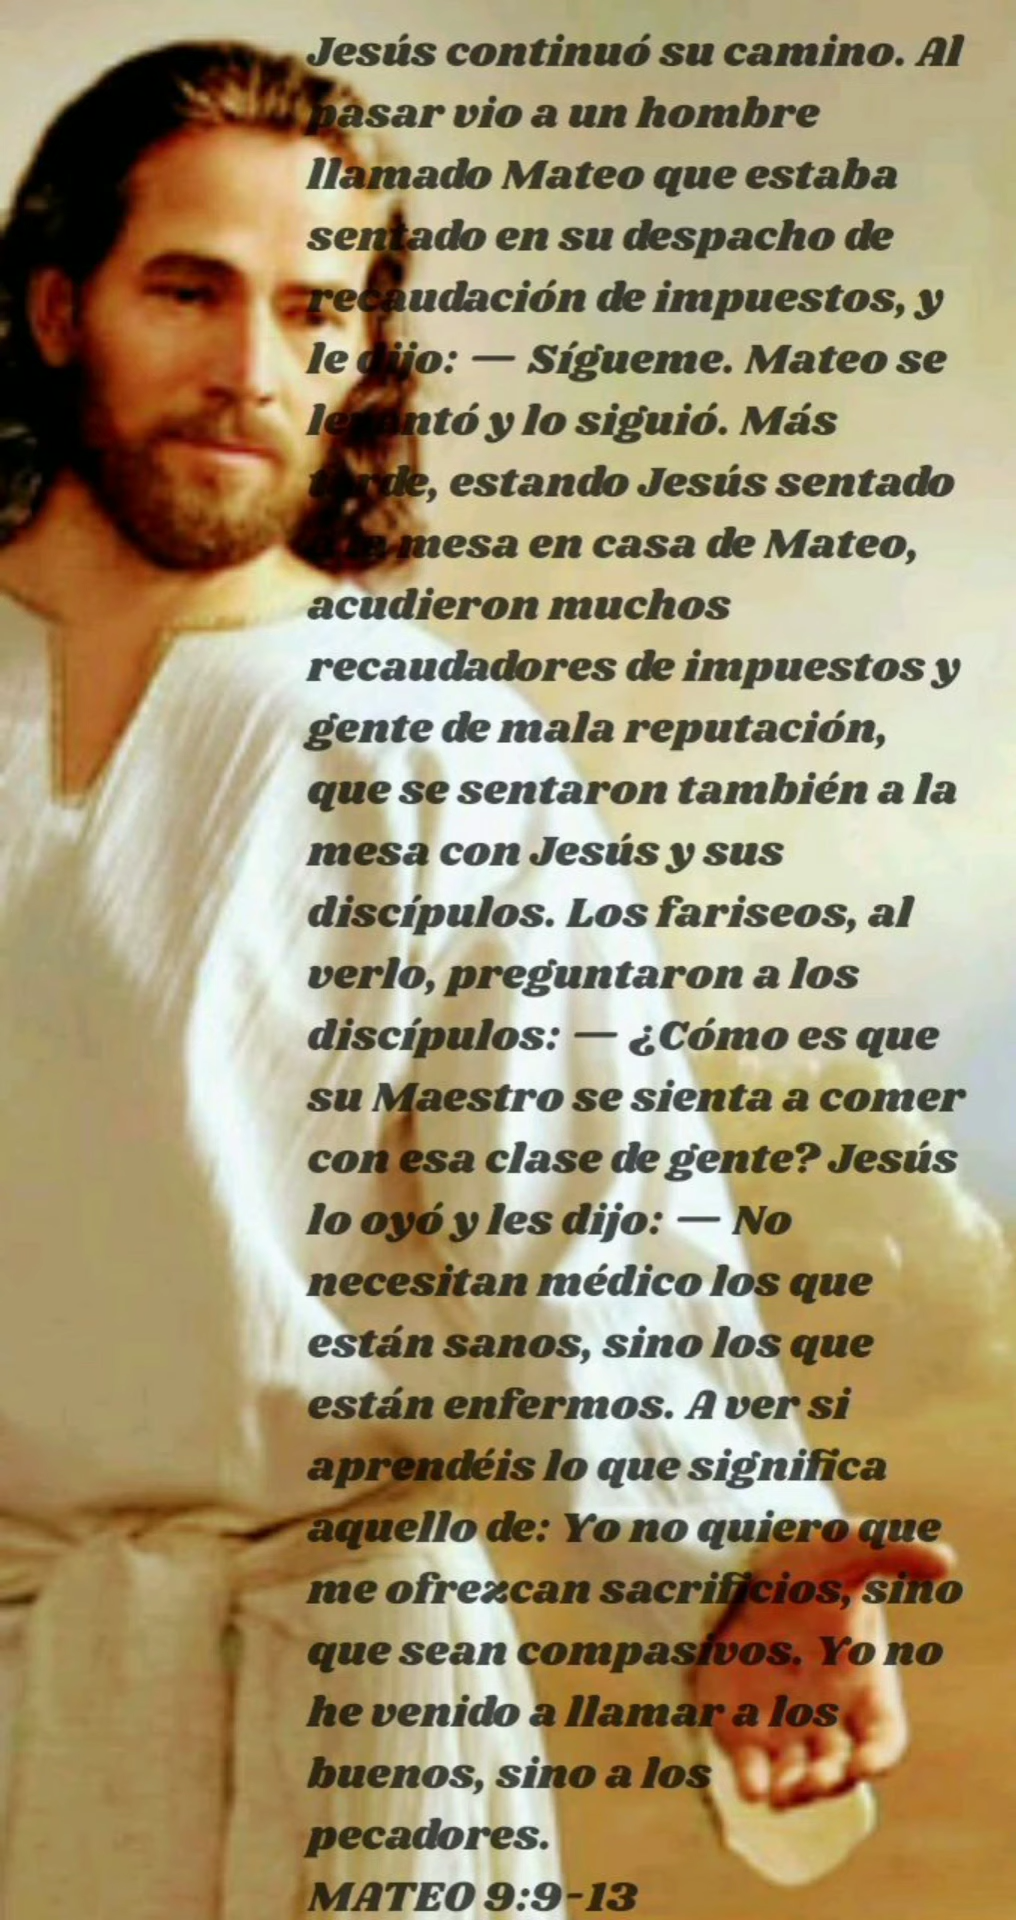 Jesús continuó su camino. Al
pasar vio a un hombre
llamado Mateo que estaba
sentado en su despacho de
recaudación de impuestos, y
le dijo: — Sígueme. Mateo se
levantó y lo siguió. Más
tarde, estando Jesús sentado
a la mesa en casa de Mateo,
acudieron muchos
recaudadores de impuestos y
gente de mala reputación,
que se sentaron también a la
mesa con Jesús y sus
discípulos. Los fariseos, al
verlo, preguntaron a los
discípulos: — ¿Cómo es que
su Maestro se sienta a comer
con esa clase de gente? Jesús
lo oyó y les dijo: — No
necesitan médico los que
están sanos, sino los que
están enfermos. A ver si
aprendéis lo que significa
aquello de: Yo no quiero que
me ofrezcan sacrificios, sino
que sean compasivos. Yo no
he venido a llamar a los
buenos, sino a los
pecadores.
MATEO 9:9-13